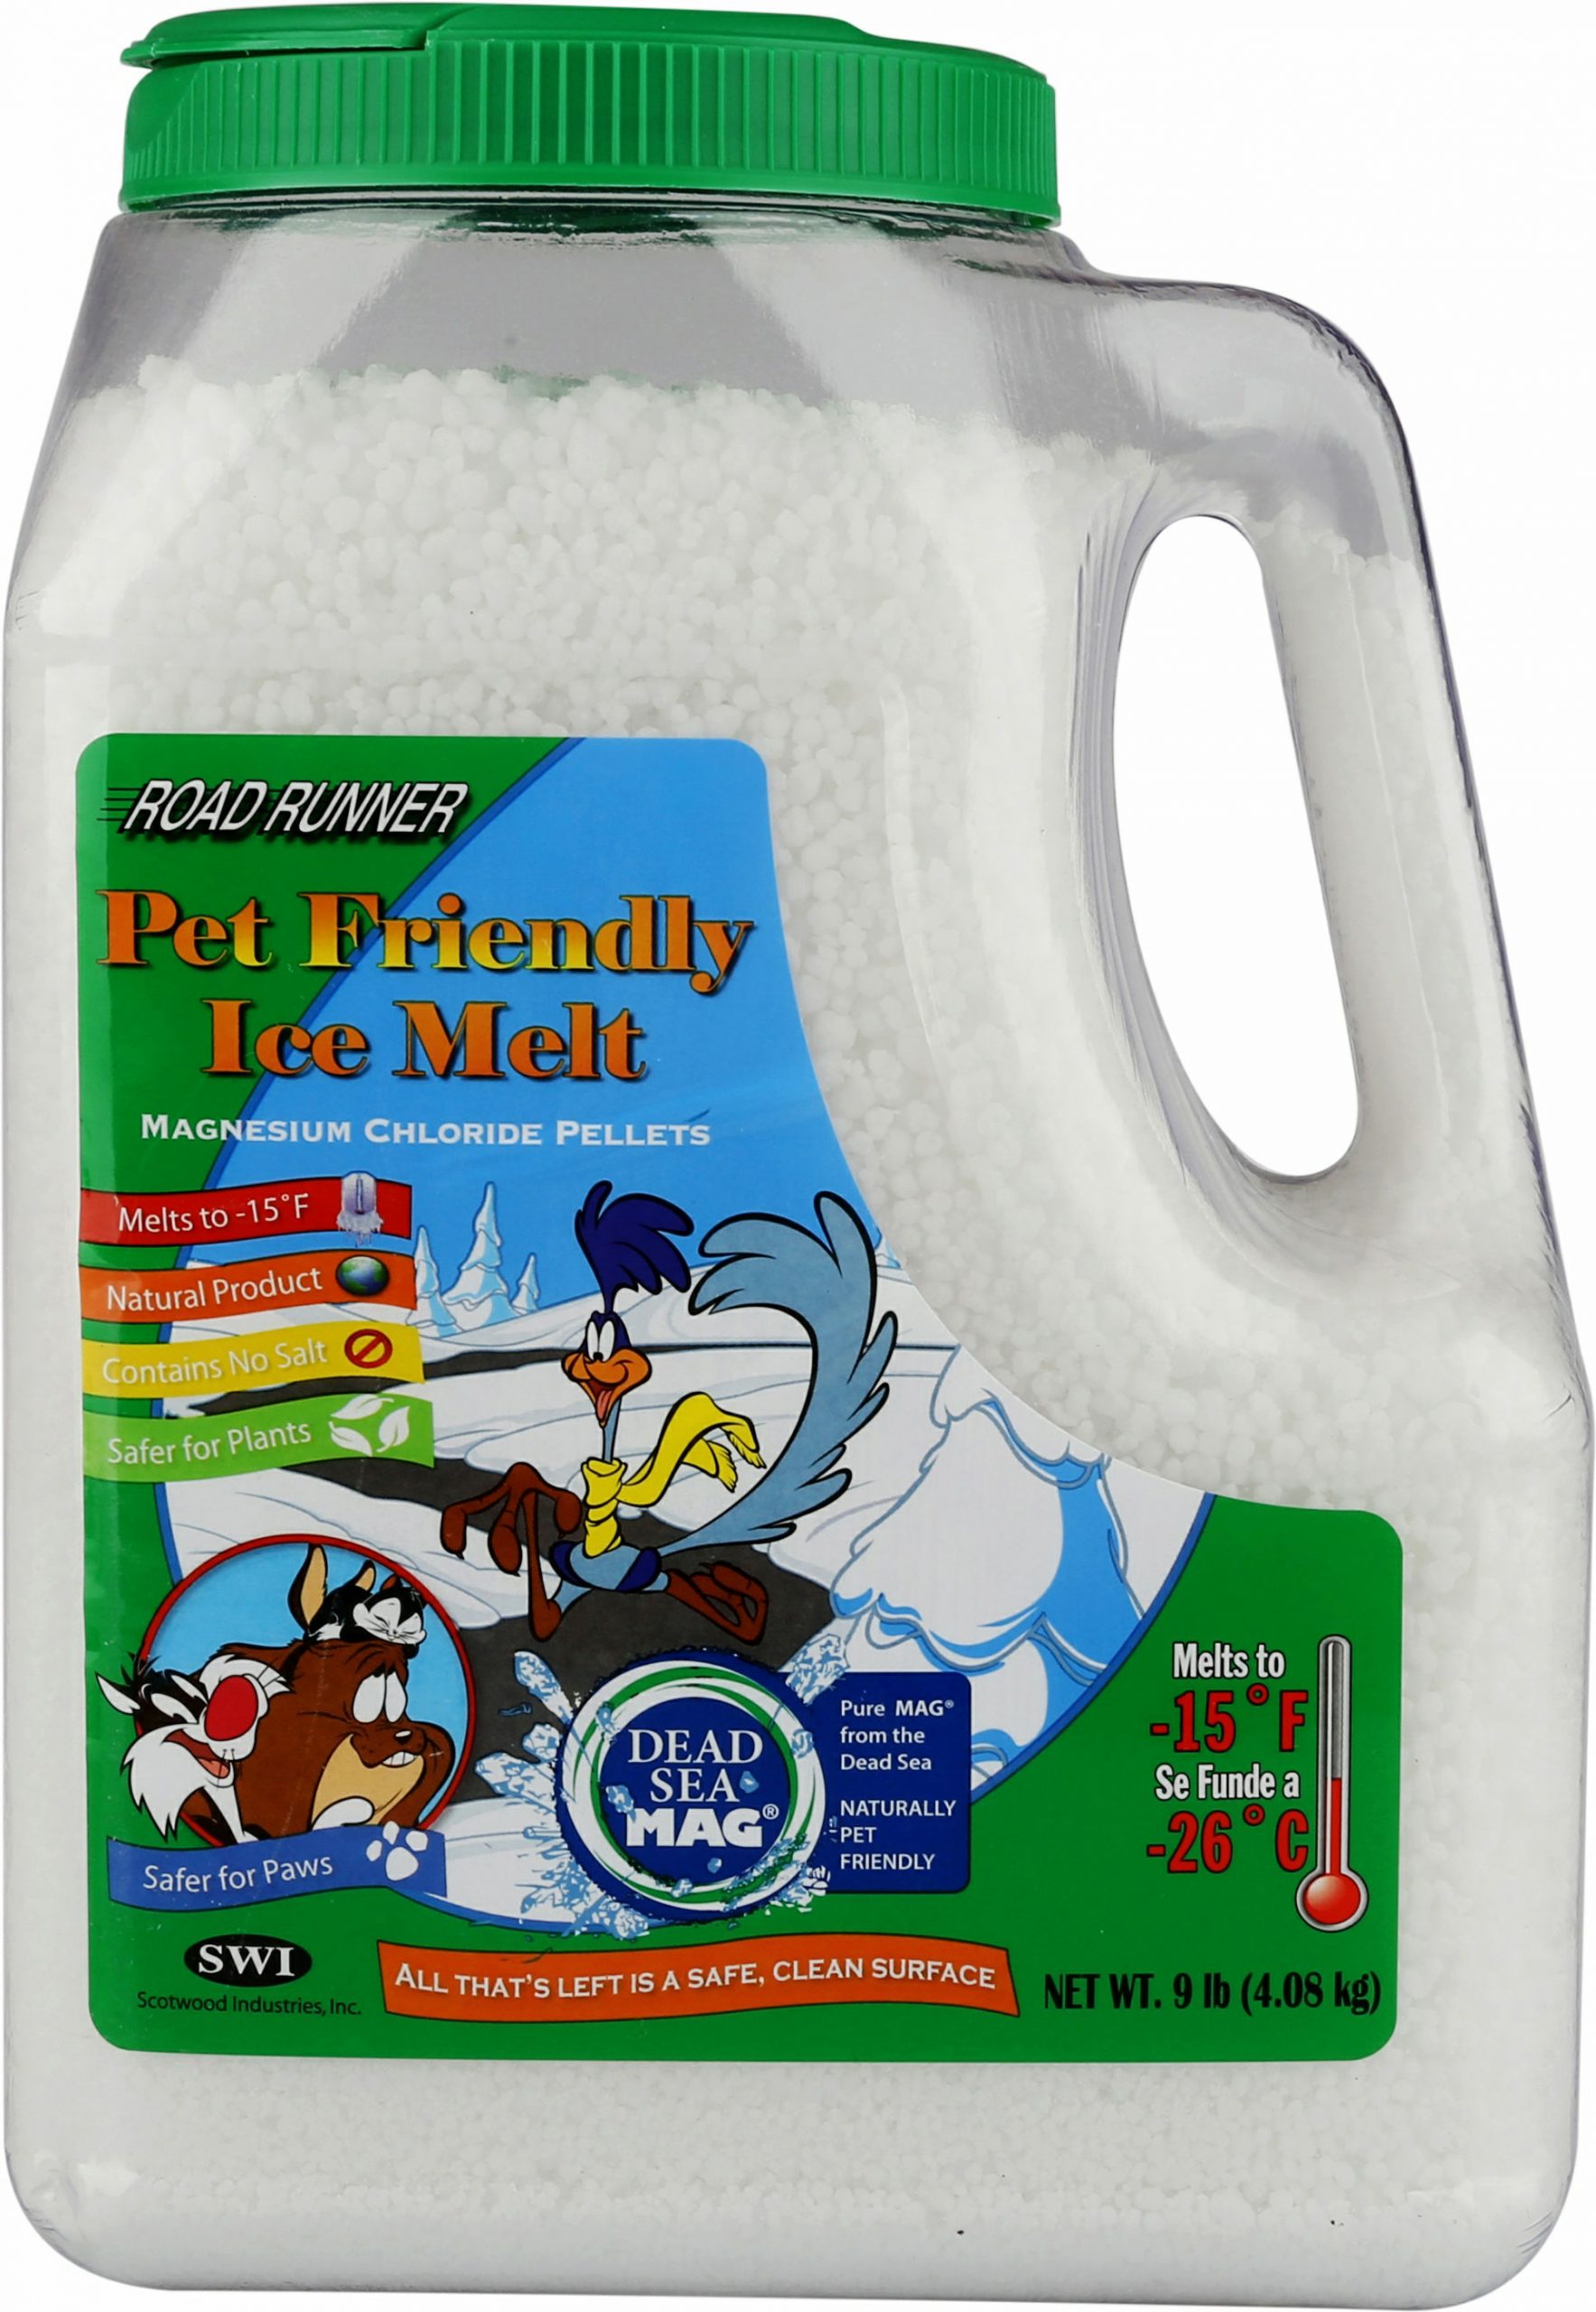 ROAD RUNNER
Pet Friendly
Ice Melt
MAGNESIUM CHLORIDE PELLETS
Melts to -15°F
Natural Product
Contains No Salt
Safer for Plants
Safer for Paws
DEAD
SEA
MAG®
Pure MAG®
from the
Dead Sea
NATURALLY
PET
FRIENDLY
Melts to
-15°F
Se Funde a
-26°C
SWI
Scotwood Industries, Inc.
ALL THAT'S LEFT IS A SAFE, CLEAN SURFACE
NET WT. 9 lb (4.08 kg)